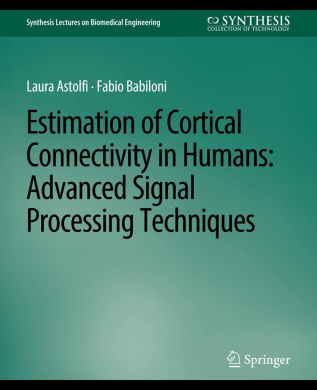 Synthesis Lectures on Biomedical Engineering
SYNTHESIS
COLLECTION OF TECHNOLOGY
Laura Astolfi · Fabio Babiloni
Estimation of Cortical
Connectivity in Humans:
Advanced Signal
Processing Techniques
Springer